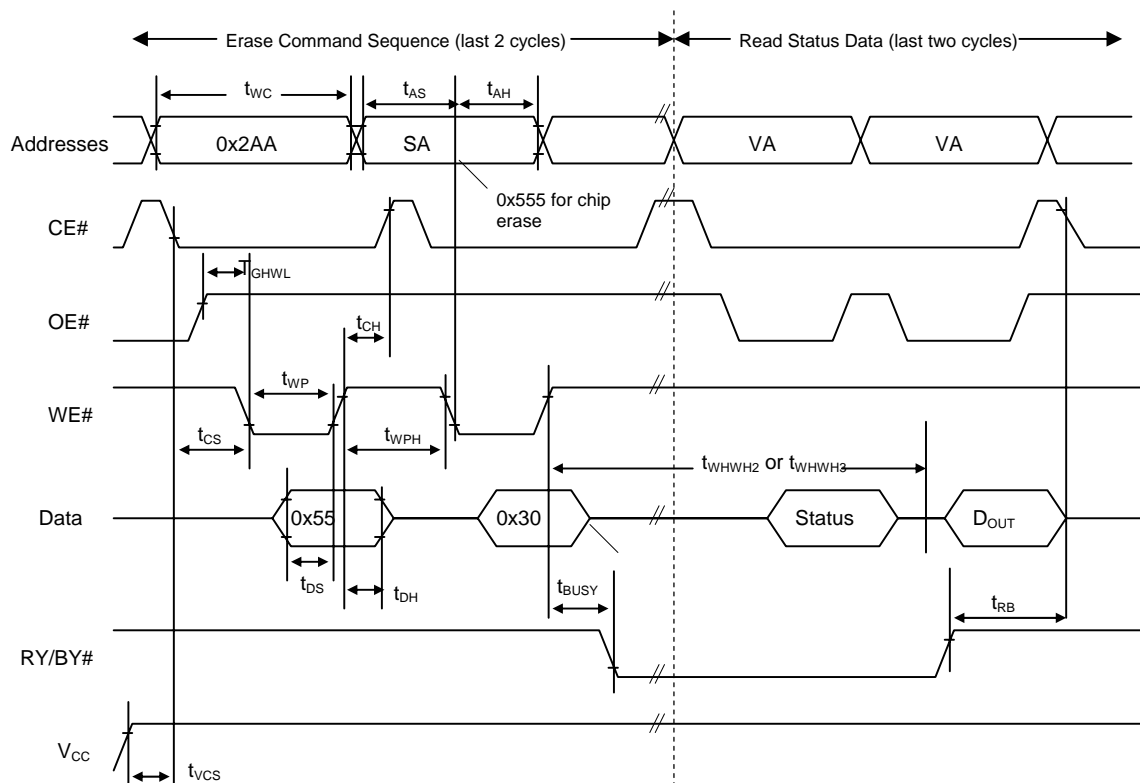 Erase Command Sequence (last 2 cycles) Read Status Data (last two cycles)
tWC tAS tAH
Addresses 0x2AA SA VA VA
0x555 for chip
erase
CE#
TGHWL
OE#
tCH
tWP
WE#
tCS tWPH
tWHWH2 or tWHWH3
Data 0x55 0x30 Status DOUT
tDS tDH tBUSY
tRB
RY/BY#
VCC
tVCS